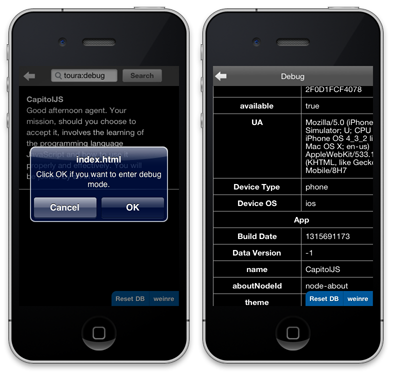 toura:debug
Search
CapitolJS
Good afternoon agent. Your
mission, should you choose to
accept it, involves the learning of
the programming language
index.html
Click OK if you want to enter debug
mode.
Cancel
OK
Reset DB
weinre
Debug
2F0D1FCF4078
available
true
UA
Mozilla/5.0 (iPhone
Simulator; U; CPU
iPhone OS 4_3_2 li
Mac OS X; en-us)
AppleWebKit/533.1
(KHTML, like Gecko
Mobile/8H7
Device Type
phone
Device OS
ios
App
Build Date
1315691173
Data Version
-1
name
CapitolJS
aboutNodeId
node-about
theme
Reset DB
weinre